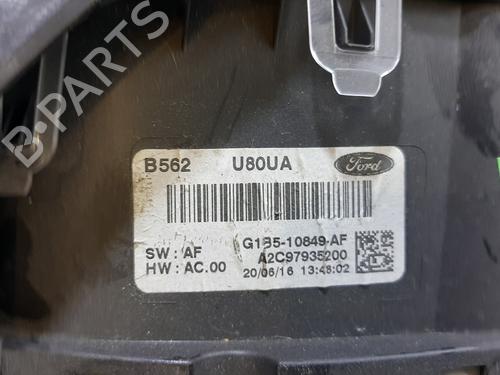 B-PARTS
B562 U80UA Ford
G1B5-10849-AF
SW : AF A2C97935200
HW : AC.00 20/06/16 13:48:02